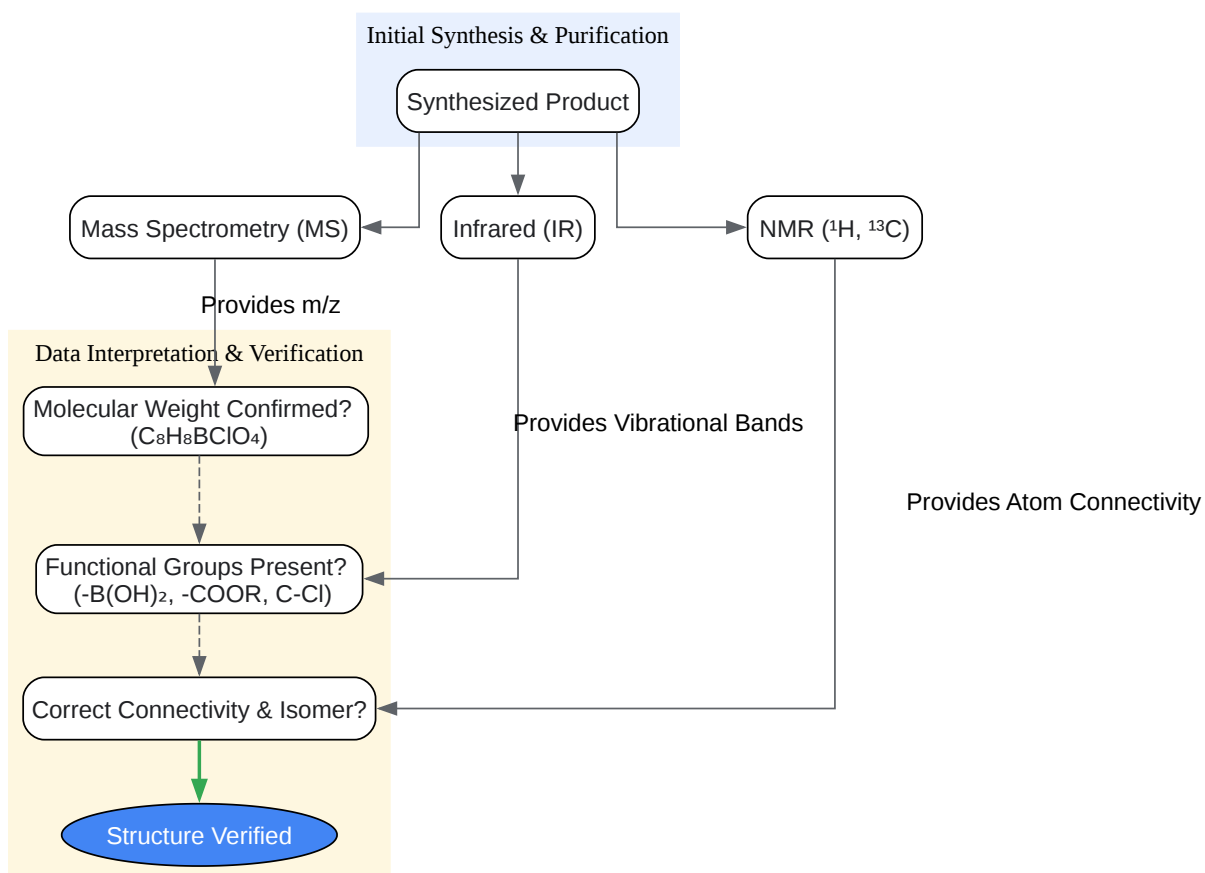 Initial Synthesis & Purification
Synthesized Product
Mass Spectrometry (MS)
Infrared (IR)
NMR (¹H, ¹³C)
Provides m/z
Data Interpretation & Verification
Molecular Weight Confirmed?
(C₈H₈BClO₄)
Provides Vibrational Bands
Provides Atom Connectivity
Functional Groups Present?
(-B(OH)₂, -COOR, C-Cl)
Correct Connectivity & Isomer?
Structure Verified